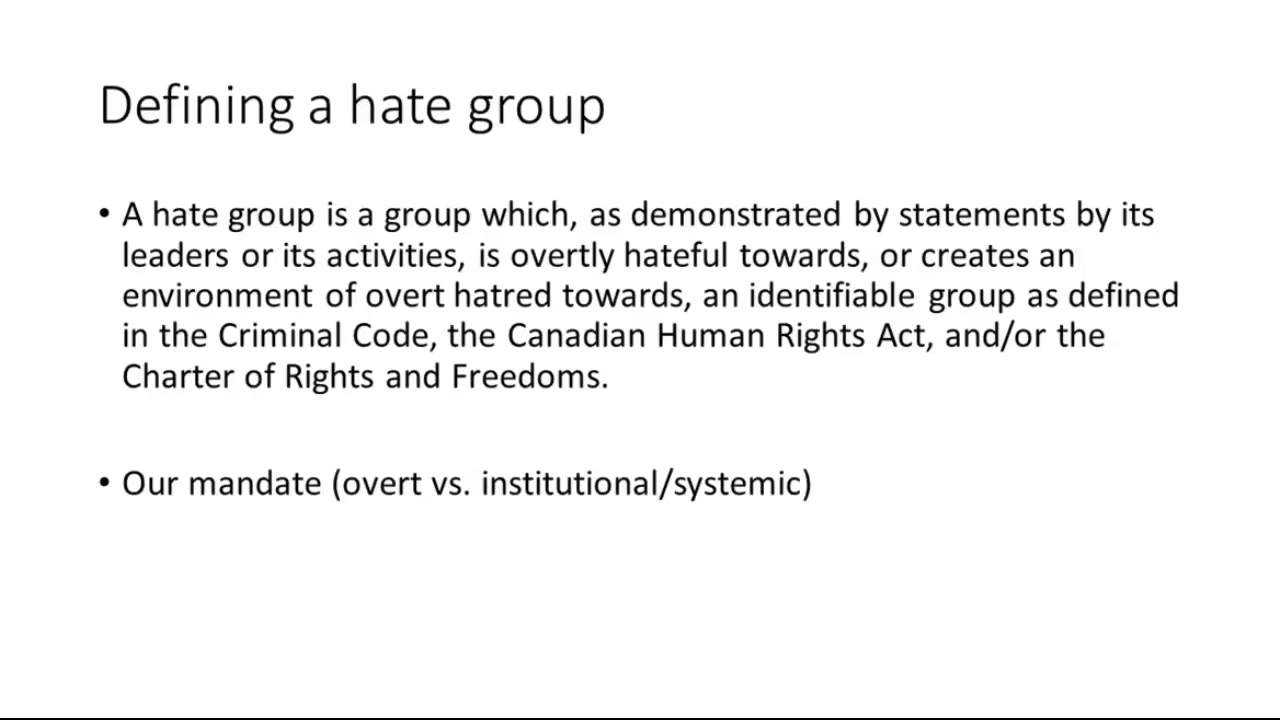 Defining a hate group
• A hate group is a group which, as demonstrated by statements by its
leaders or its activities, is overtly hateful towards, or creates an
environment of overt hatred towards, an identifiable group as defined
in the Criminal Code, the Canadian Human Rights Act, and/or the
Charter of Rights and Freedoms.
• Our mandate (overt vs. institutional/systemic)